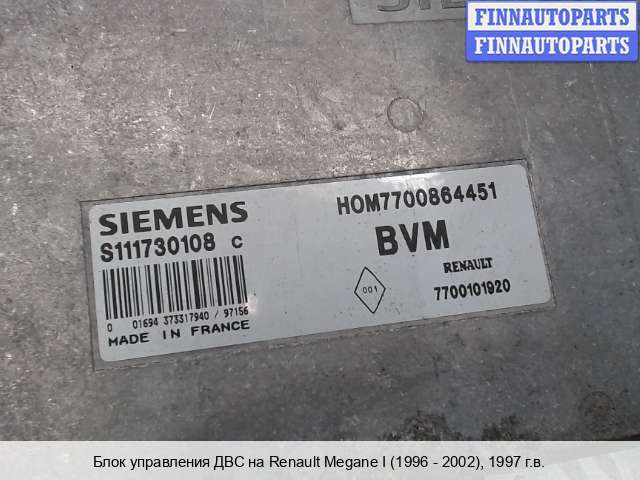 FINNAUTOPARTS
FINNAUTOPARTS
SIEMENS
S111730108 C
0 01694 373317940 / 97156
MADE IN FRANCE
HOM7700864451
BVM
001
RENAULT
7700101920
Блок управления ДВС на Renault Megane I (1996 - 2002), 1997 г.в.